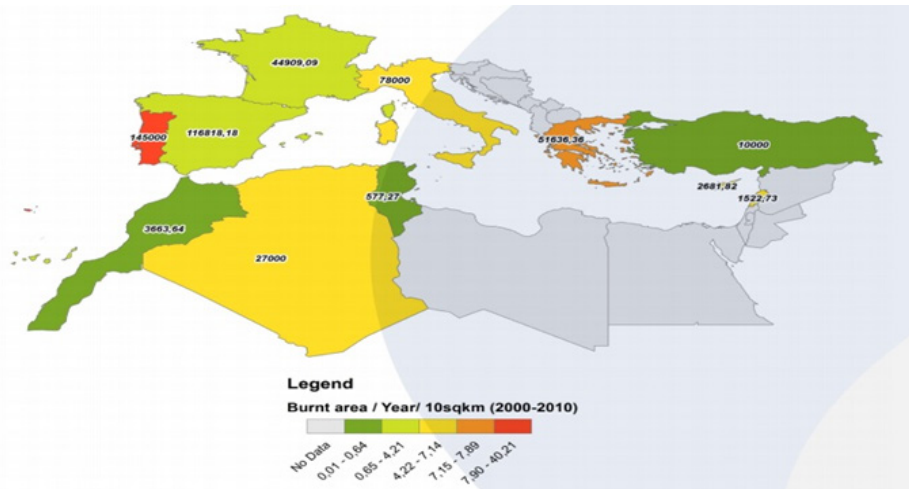 44909,09
78000
145000
116818,18
51636,36
10000
2681,82
1522,73
577,27
3663,64
27000
Legend
Burnt area / Year/ 10sqkm (2000-2010)
No Data
0,01 - 0,64
0,65 - 4,21
4,22 - 7,14
7,15 - 7,89
7,90 - 40,21